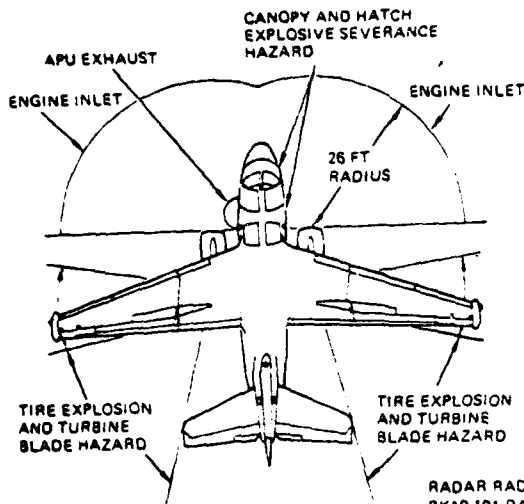 CANOPY AND HATCH
EXPLOSIVE SEVERANCE
HAZARD
APU EXHAUST
ENGINE INLET
ENGINE INLET
26 FT
RADIUS
TIRE EXPLOSION
AND TURBINE
BLADE HAZARD
TIRE EXPLOSION
AND TURBINE
BLADE HAZARD
RADAR RAD